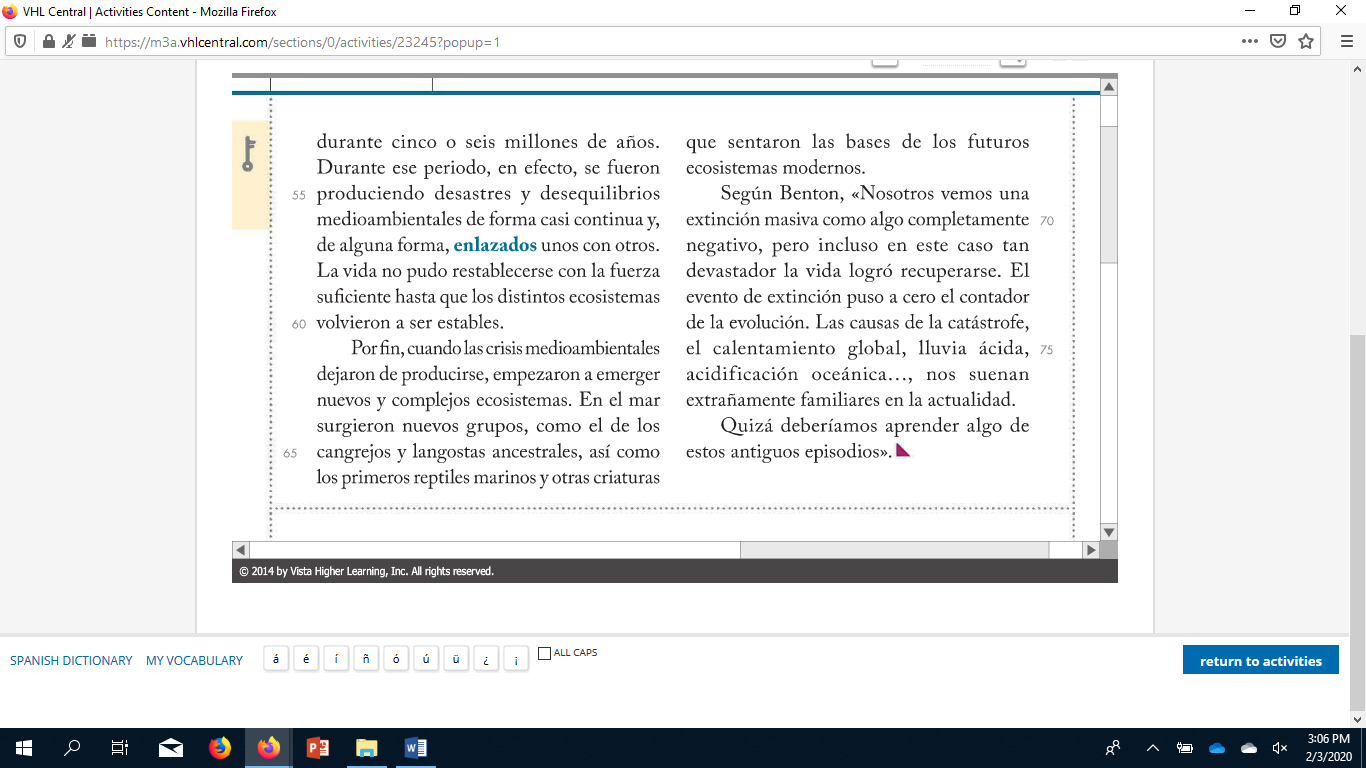 VHL Central | Activities Content - Mozilla Firefox
https://m3a.vhlcentral.com/sections/0/activities/23245?popup=1
durante cinco o seis millones de años.
Durante ese periodo, en efecto, se fueron
55 produciendo desastres y desequilibrios
medioambientales de forma casi continua y,
de alguna forma, enlazados unos con otros.
La vida no pudo restablecerse con la fuerza
suficiente hasta que los distintos ecosistemas
60 volvieron a ser estables.
Por fin, cuando las crisis medioambientales
dejaron de producirse, empezaron a emerger
nuevos y complejos ecosistemas. En el mar
surgieron nuevos grupos, como el de los
65 cangrejos y langostas ancestrales, así como
los primeros reptiles marinos y otras criaturas
que sentaron las bases de los futuros
ecosistemas modernos.
Según Benton, «Nosotros vemos una
extinción masiva como algo completamente 70
negativo, pero incluso en este caso tan
devastador la vida logró recuperarse. El
evento de extinción puso a cero el contador
de la evolución. Las causas de la catástrofe,
el calentamiento global, lluvia ácida, 75
acidificación oceánica…, nos suenan
extrañamente familiares en la actualidad.
Quizá deberíamos aprender algo de
estos antiguos episodios».
© 2014 by Vista Higher Learning, Inc. All rights reserved.
SPANISH DICTIONARY MY VOCABULARY á é í ñ ó ú ü ¿ ¡ ALL CAPS
return to activities
3:06 PM
2/3/2020